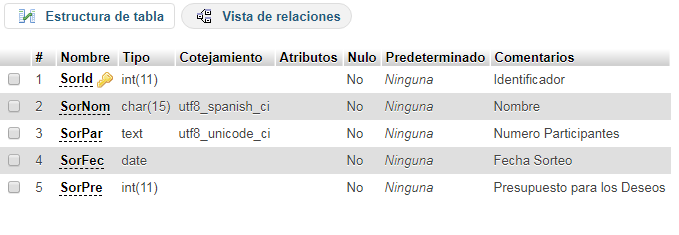 Estructura de tabla Vista de relaciones
# Nombre Tipo Cotejamiento Atributos Nulo Predeterminado Comentarios
1 SorId int(11) No Ninguna Identificador
2 SorNom char(15) utf8_spanish_ci No Ninguna Nombre
3 SorPar text utf8_unicode_ci No Ninguna Numero Participantes
4 SorFec date No Ninguna Fecha Sorteo
5 SorPre int(11) No Ninguna Presupuesto para los Deseos